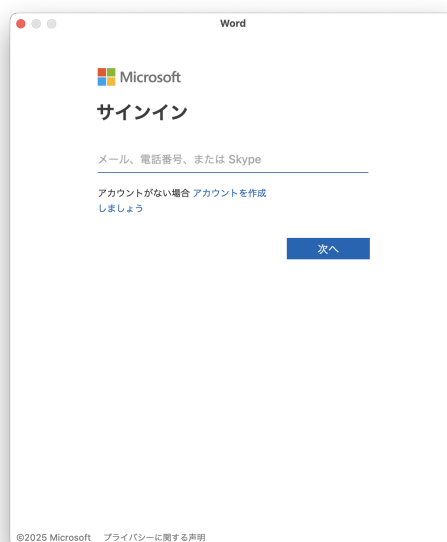 Word
Microsoft
サインイン
メール、電話番号、または Skype
アカウントがない場合 アカウントを作成
しましょう
次へ
©2025 Microsoft プライバシーに関する声明